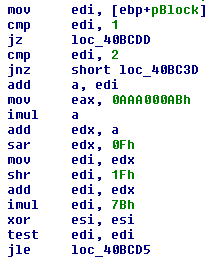 mov edi, [ebp+pBlock]
cmp edi, 1
jz loc_40BCDD
cmp edi, 2
jnz short loc_40BC3D
add a, edi
mov eax, 0AAA000ABh
imul a
add edx, a
sar edx, 0Fh
mov edi, edx
shr edi, 1Fh
add edi, edx
imul edi, 7Bh
xor esi, esi
test edi, edi
jle loc_40BCD5